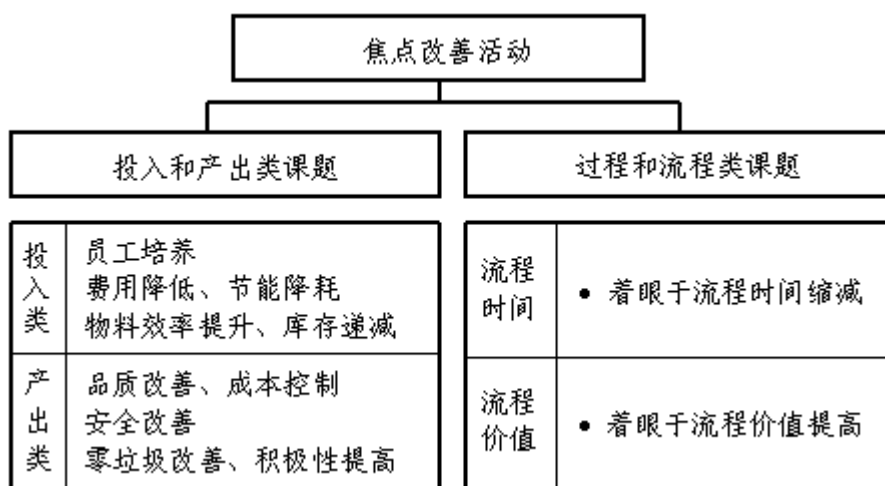 焦点改善活动
投入和产出类课题
投入类
员工培养
费用降低、节能降耗
物料效率提升、库存递减
产出类
品质改善、成本控制
安全改善
零垃圾改善、积极性提高
过程和流程类课题
流程
时间
• 着眼于流程时间缩减
流程
价值
• 着眼于流程价值提高